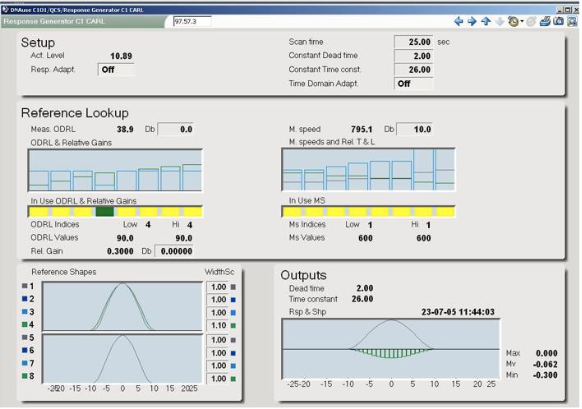 DNAuse C1O1/QCS/Response Generator C1 CARL
Response Generator C1 CARL 97.57.3
Setup
Act. Level 10.89
Resp. Adapt. Off
Scan time 25.00 sec
Constant Dead time 2.00
Constant Time const. 26.00
Time Domain Adapt. Off
Reference Lookup
Meas. ODRL 38.9 Db 0.0
ODRL & Relative Gains
M. speed 795.1 Db 10.0
M. speeds and Rel. T & L
In Use ODRL & Relative Gains
In Use MS
ODRL Indices Low 4 Hi 4
ODRL Values 90.0 90.0
Rel. Gain 0.3000 Db 0.00000
Ms Indices Low 1 Hi 1
Ms Values 600 600
Reference Shapes WidthSc
1 1.00
2 1.00
3 1.00
4 1.10
5 1.00
6 1.00
7 1.00
8 1.00
-25-20 -15 -10 -5 0 5 10 15 2025
Outputs
Dead time 2.00
Time constant 26.00
Rsp & Shp 23-07-05 11:44:03
Max 0.000
Mv -0.062
Min -0.300
-25-20 -15 -10 -5 0 5 10 15 20 25